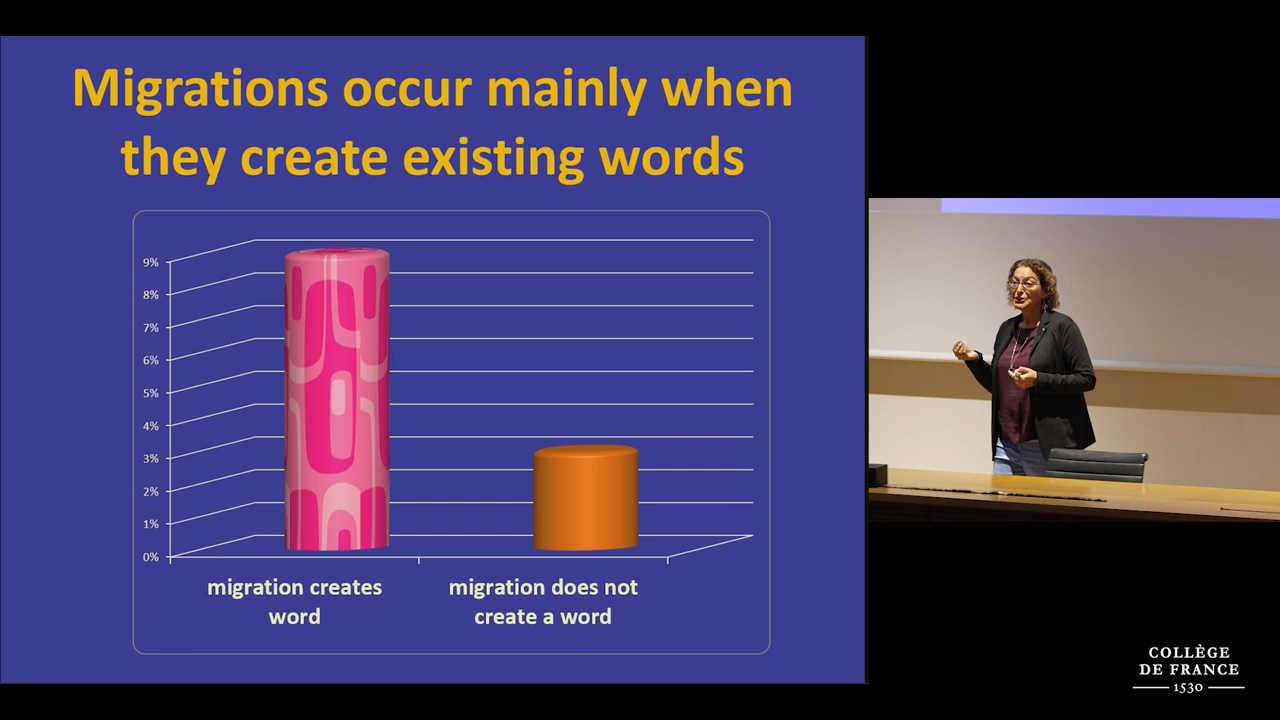 Migrations occur mainly when
they create existing words
9%
8%
7%
6%
5%
4%
3%
2%
1%
0%
migration creates
word
migration does not
create a word
COLLÈGE
DE FRANCE
1530